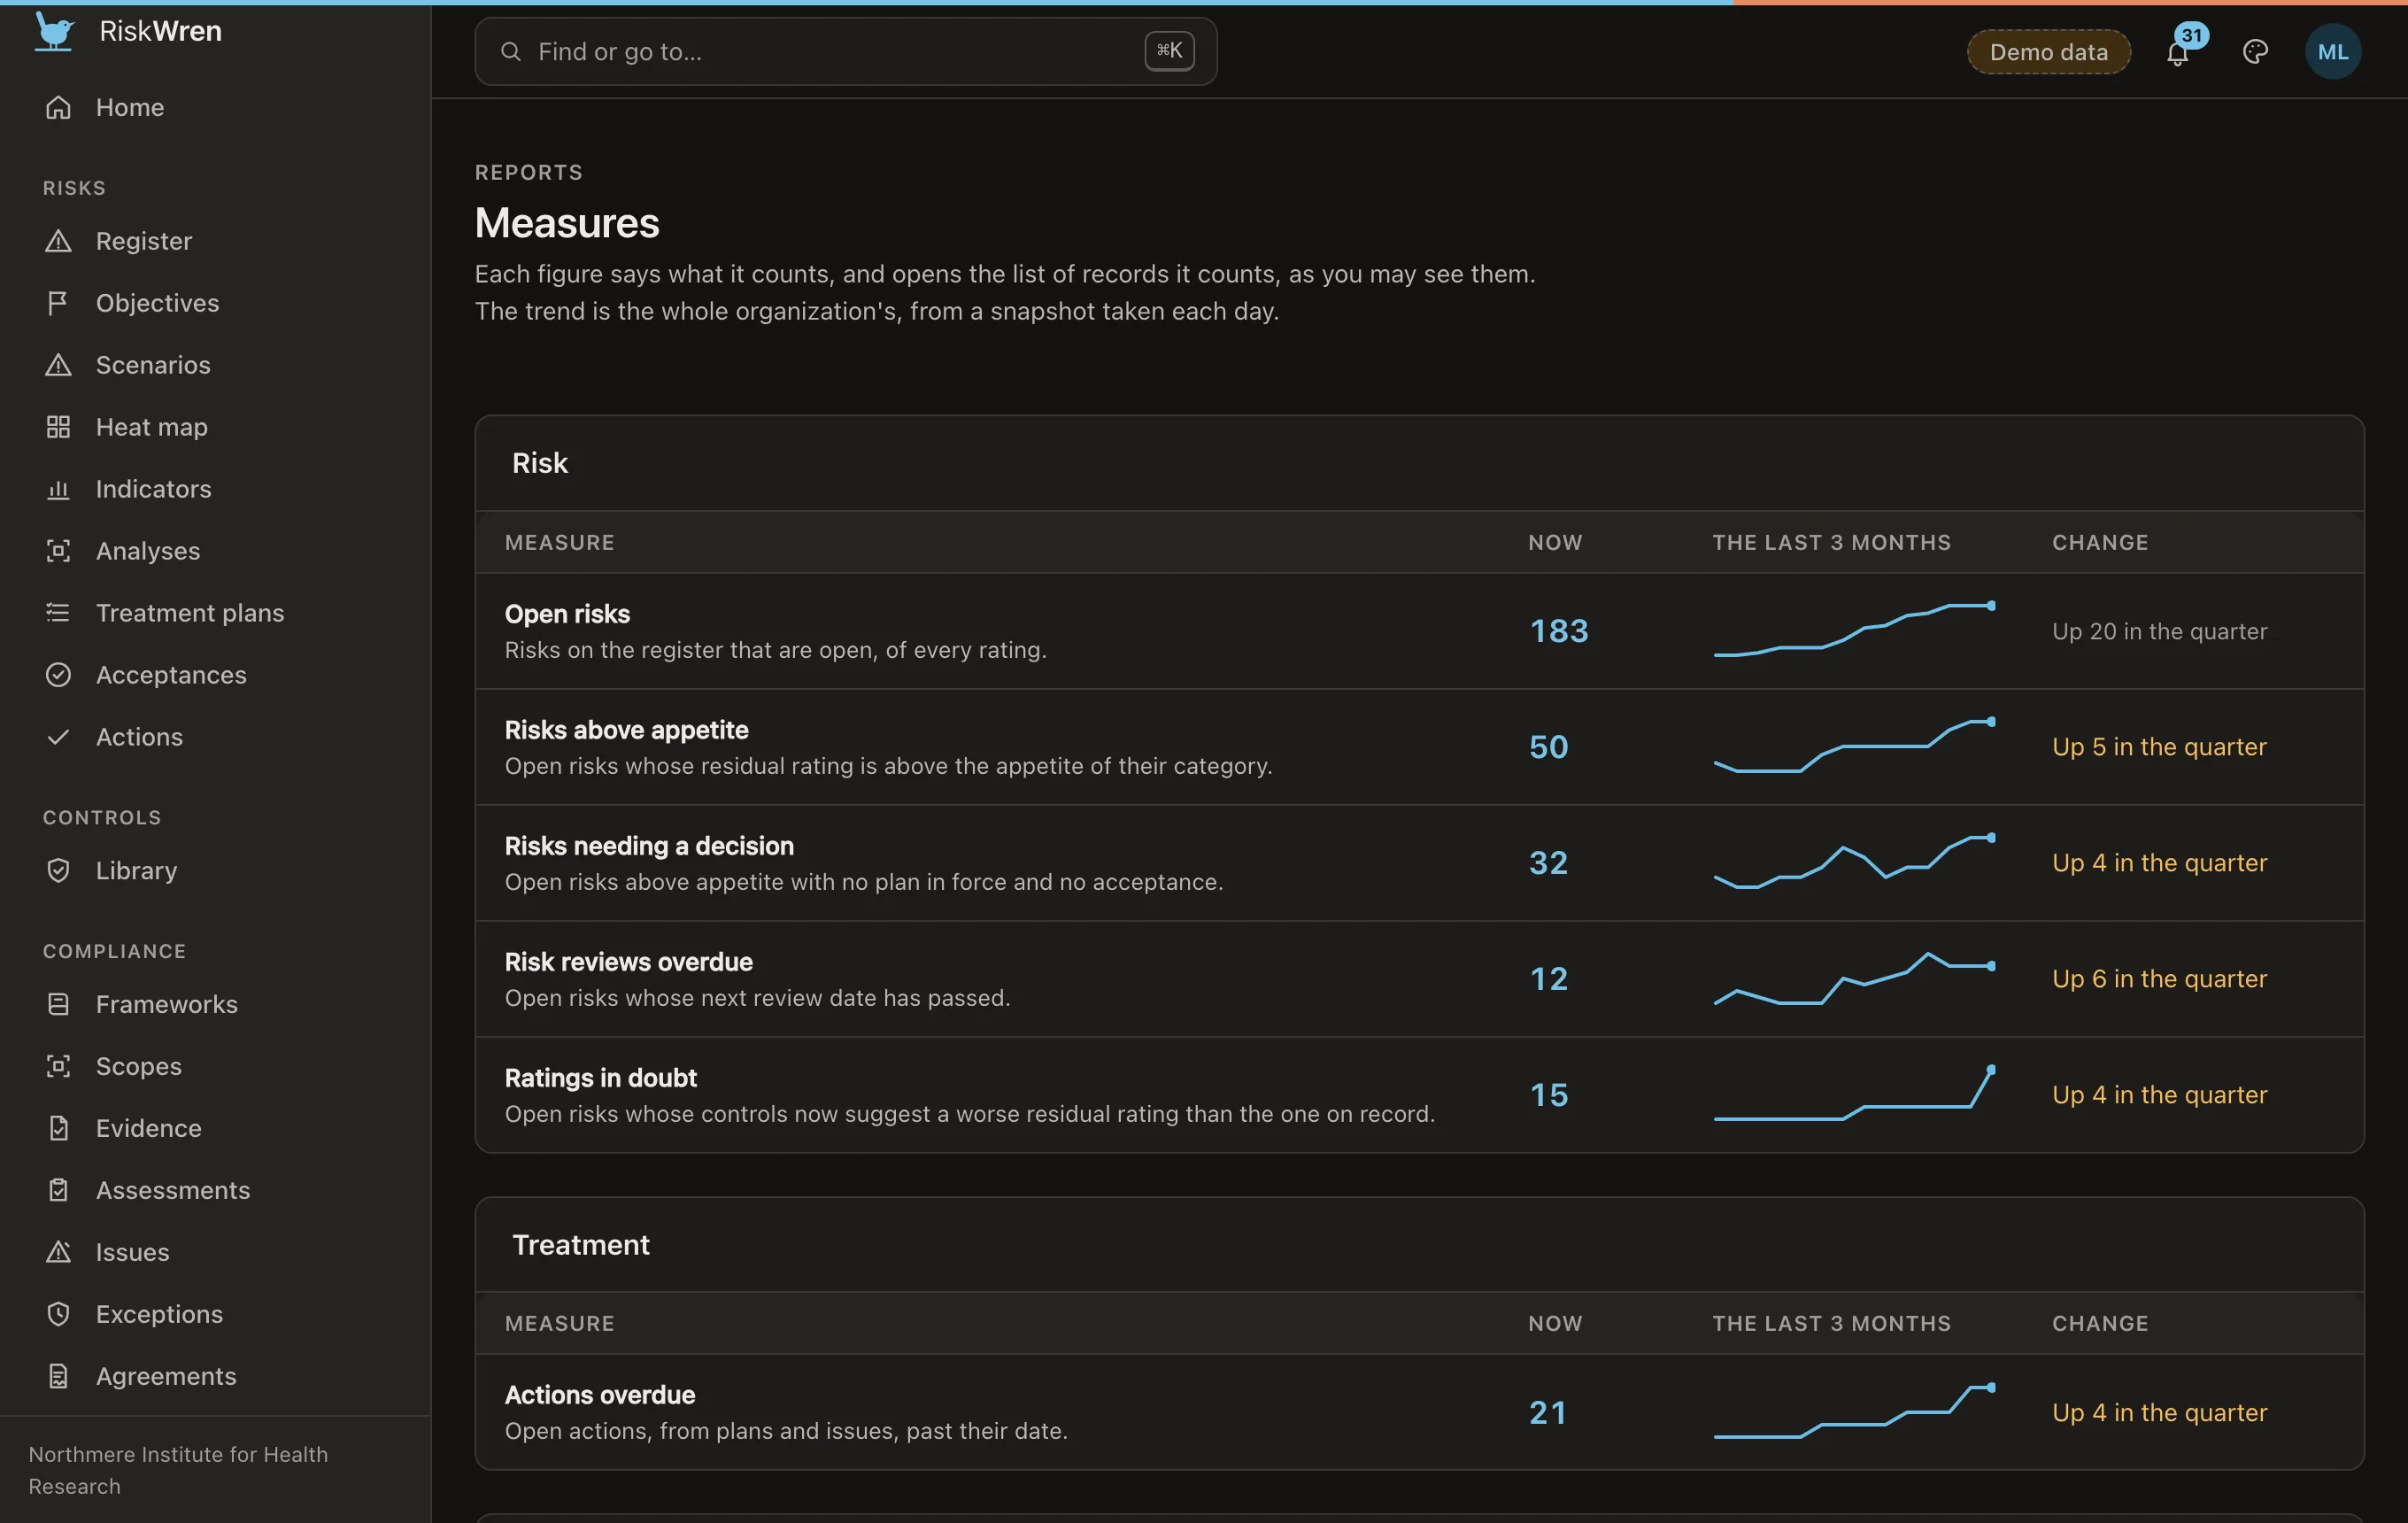 RiskWren
Find or go to...
⌘K
Demo data
31
ML
Home
RISKS
Register
Objectives
Scenarios
Heat map
Indicators
Analyses
Treatment plans
Acceptances
Actions
CONTROLS
Library
COMPLIANCE
Frameworks
Scopes
Evidence
Assessments
Issues
Exceptions
Agreements
Northmere Institute for Health
Research
REPORTS
Measures
Each figure says what it counts, and opens the list of records it counts, as you may see them.
The trend is the whole organization's, from a snapshot taken each day.
Risk
MEASURE NOW THE LAST 3 MONTHS CHANGE
Open risks
Risks on the register that are open, of every rating.
183
Up 20 in the quarter
Risks above appetite
Open risks whose residual rating is above the appetite of their category.
50
Up 5 in the quarter
Risks needing a decision
Open risks above appetite with no plan in force and no acceptance.
32
Up 4 in the quarter
Risk reviews overdue
Open risks whose next review date has passed.
12
Up 6 in the quarter
Ratings in doubt
Open risks whose controls now suggest a worse residual rating than the one on record.
15
Up 4 in the quarter
Treatment
MEASURE NOW THE LAST 3 MONTHS CHANGE
Actions overdue
Open actions, from plans and issues, past their date.
21
Up 4 in the quarter